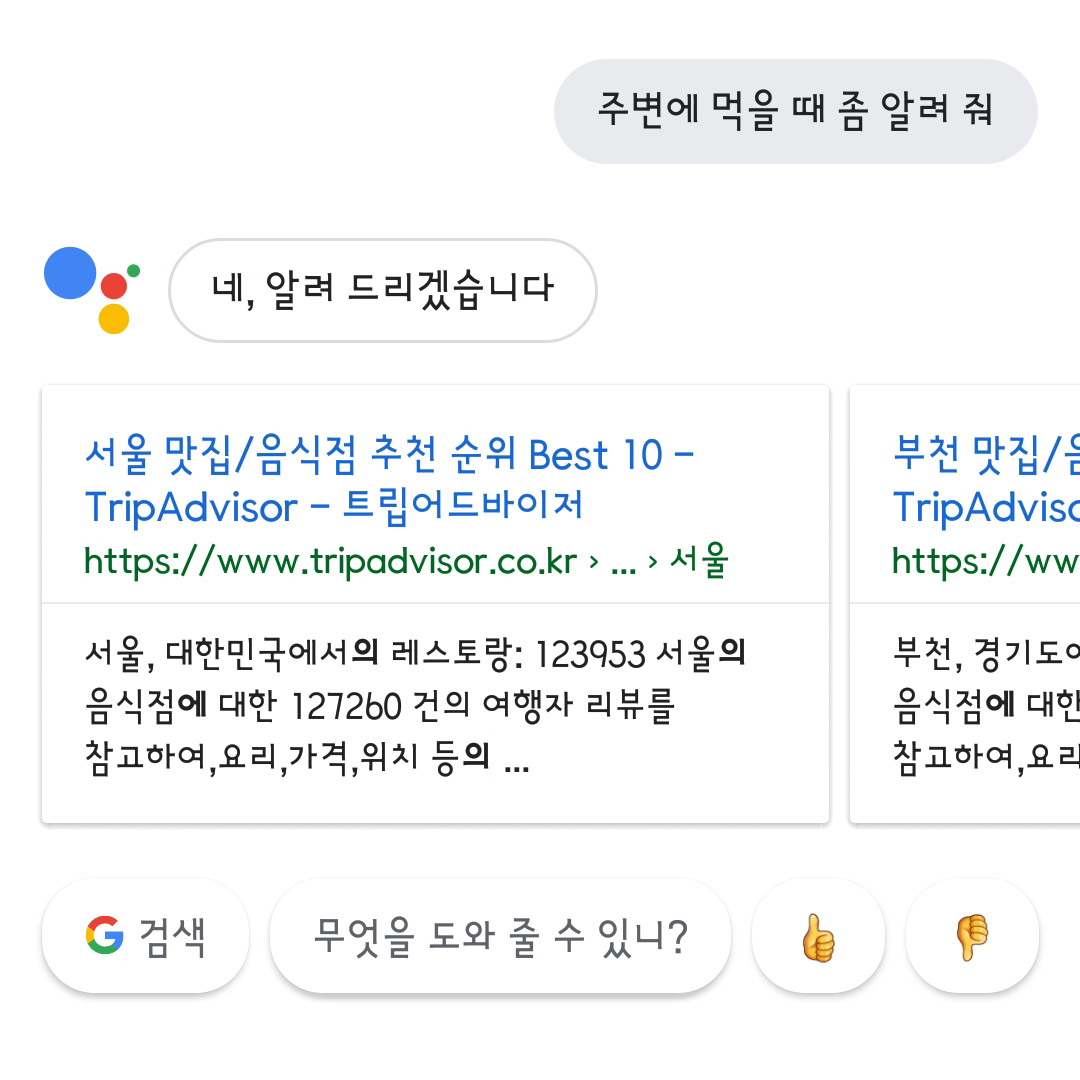 주변에 먹을 때 좀 알려 줘
네, 알려 드리겠습니다
서울 맛집/음식점 추천 순위 Best 10 –
TripAdvisor – 트립어드바이저
https://www.tripadvisor.co.kr › ... › 서울
서울, 대한민국에서의 레스토랑: 123953 서울의
음식점에 대한 127260 건의 여행자 리뷰를
참고하여,요리,가격,위치 등의 ...
부천 맛집/음
TripAdviso
https://ww
부천, 경기도에
음식점에 대한
참고하여,요리
검색
무엇을 도와 줄 수 있니?